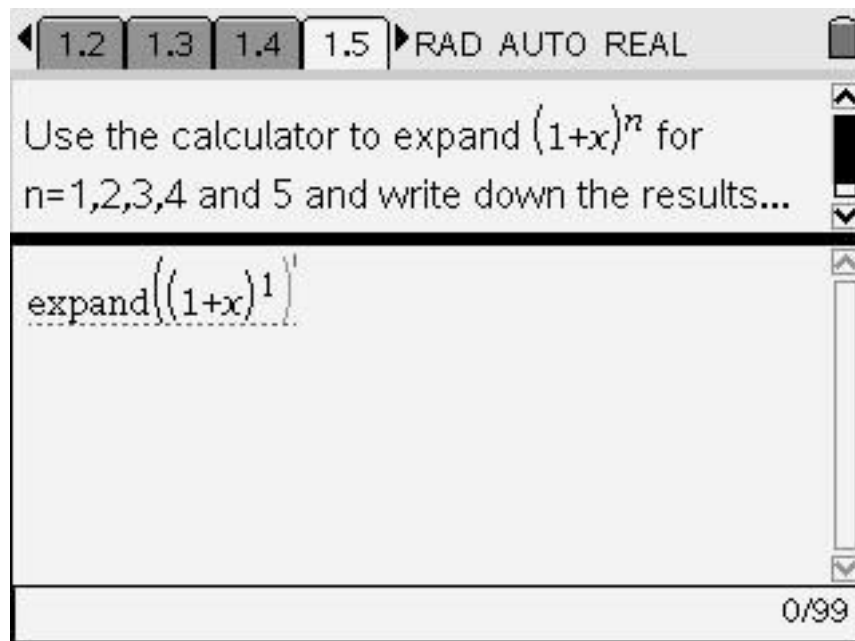 1.2 1.3 1.4 1.5 RAD AUTO REAL
Use the calculator to expand (1+x)^n for
n=1,2,3,4 and 5 and write down the results...
expand((1+x)^1)
0/99